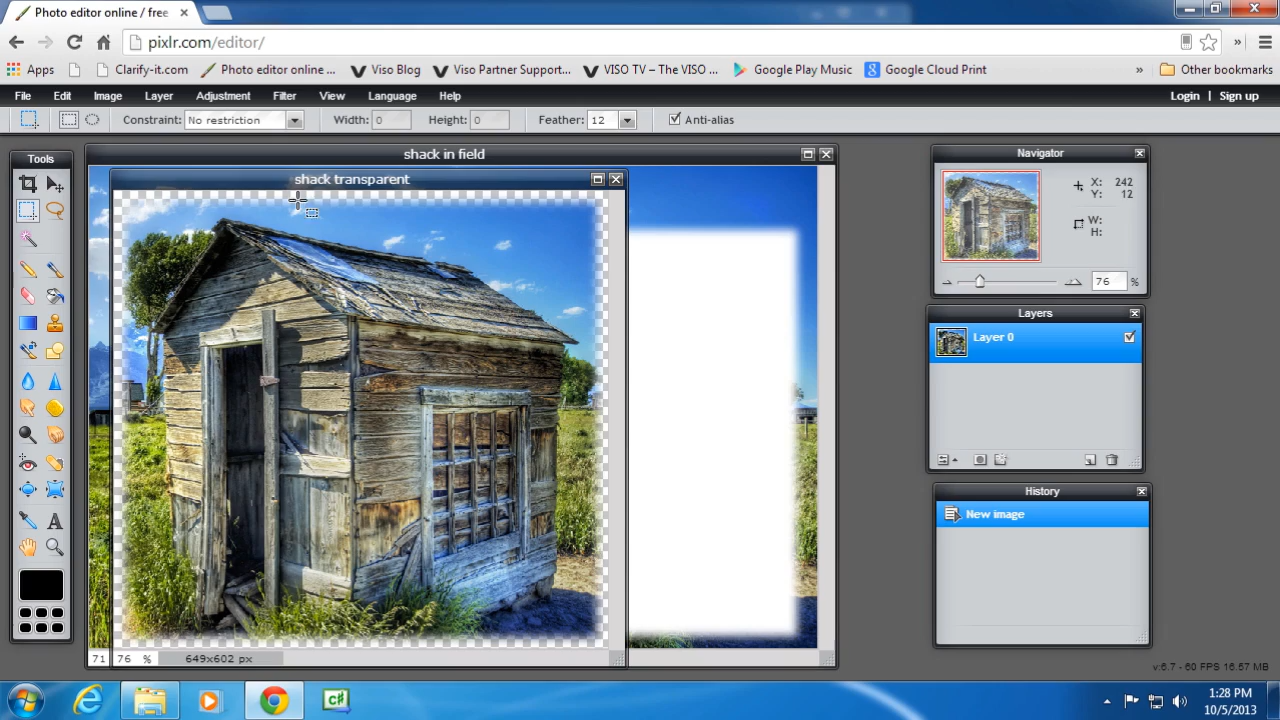 Photo editor online / free
pixlr.com/editor/
Apps
Clarify-it.com
Photo editor online ...
Viso Blog
Viso Partner Support...
VISO TV – The VISO ...
Google Play Music
Google Cloud Print
»
Other bookmarks
File Edit Image Layer Adjustment Filter View Language Help Login | Sign up
Constraint: No restriction Width: 0 Height: 0 Feather: 12 Anti-alias
Tools
shack in field
shack transparent
Navigator
X: 242
Y: 12
W:
H:
76 %
Layers
Layer 0
History
New image
71 76 % 649x602 px
v:6.7 - 60 FPS 16.57 MB
C#
1:28 PM
10/5/2013